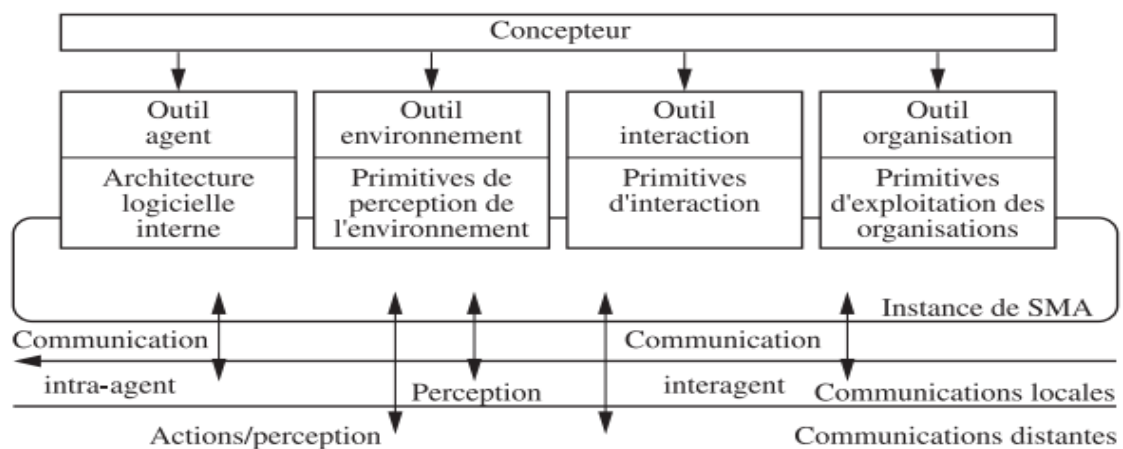 Concepteur
Outil
agent
Architecture
logicielle
interne
Outil
environnement
Primitives de
perception de
l'environnement
Outil
interaction
Primitives
d'interaction
Outil
organisation
Primitives
d'exploitation des
organisations
Instance de SMA
Communication
Communication
intra-agent
Perception
interagent
Communications locales
Actions/perception
Communications distantes